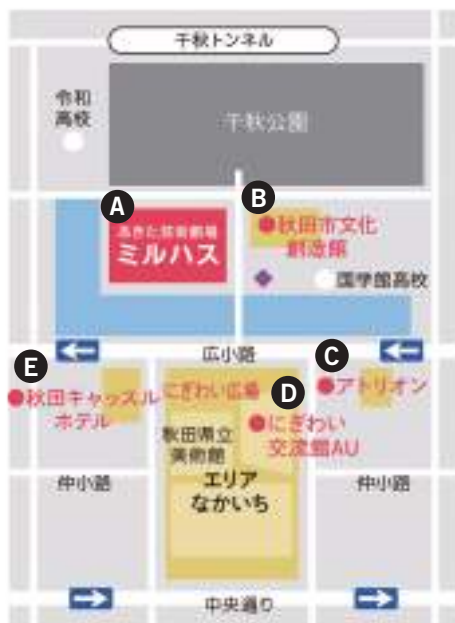 千秋トンネル
令和
高校
千秋公園
A
あきた芸術劇場
ミルハス
B
秋田市文化
創造館
国学館高校
広小路
E
秋田キャッスル
ホテル
にぎわい広場
D
にぎわい
交流館AU
C
アトリオン
秋田県立
美術館
エリア
なかいち
仲小路
仲小路
中央通り